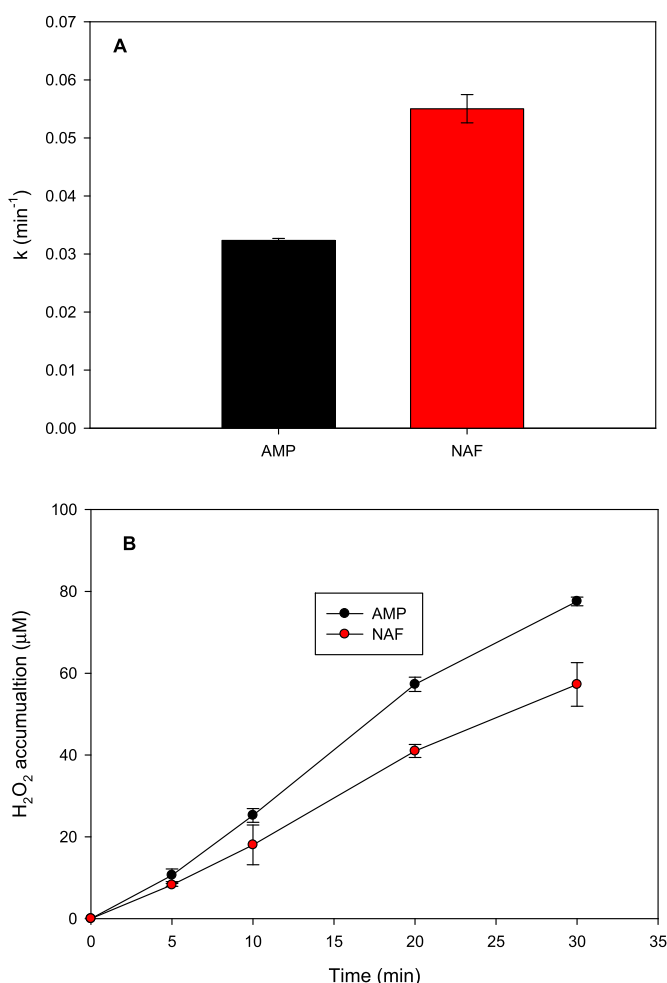 0.07
A
0.06
0.05
0.04
0.03
0.02
0.01
0.00
k (min⁻¹)
AMP NAF
100
B
80
60
40
20
0
H₂O₂ accumualtion (μM)
AMP
NAF
0 5 10 15 20 25 30 35
Time (min)